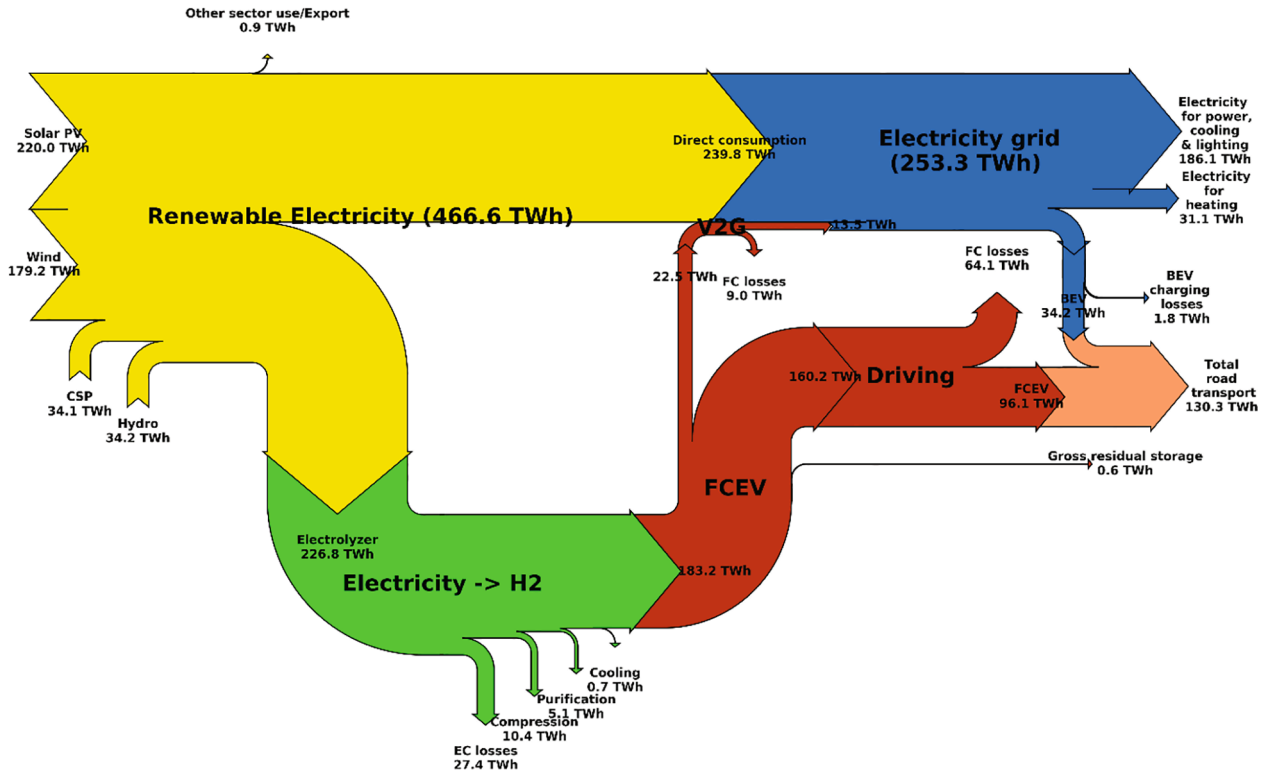 Other sector use/Export
0.9 TWh
Solar PV
220.0 TWh
Direct consumption
239.8 TWh
Electricity grid
(253.3 TWh)
Electricity
for power,
cooling
& lighting
186.1 TWh
Electricity
for
heating
31.1 TWh
Renewable Electricity (466.6 TWh)
V2G
13.5 TWh
Wind
179.2 TWh
22.5 TWh
FC losses
9.0 TWh
FC losses
64.1 TWh
BEV
34.2 TWh
BEV
charging
losses
1.8 TWh
CSP
34.1 TWh
Hydro
34.2 TWh
160.2 TWh
Driving
FCEV
96.1 TWh
Total
road
transport
130.3 TWh
Gross residual storage
0.6 TWh
FCEV
Electrolyzer
226.8 TWh
Electricity -> H2
183.2 TWh
Cooling
0.7 TWh
Purification
5.1 TWh
Compression
10.4 TWh
EC losses
27.4 TWh